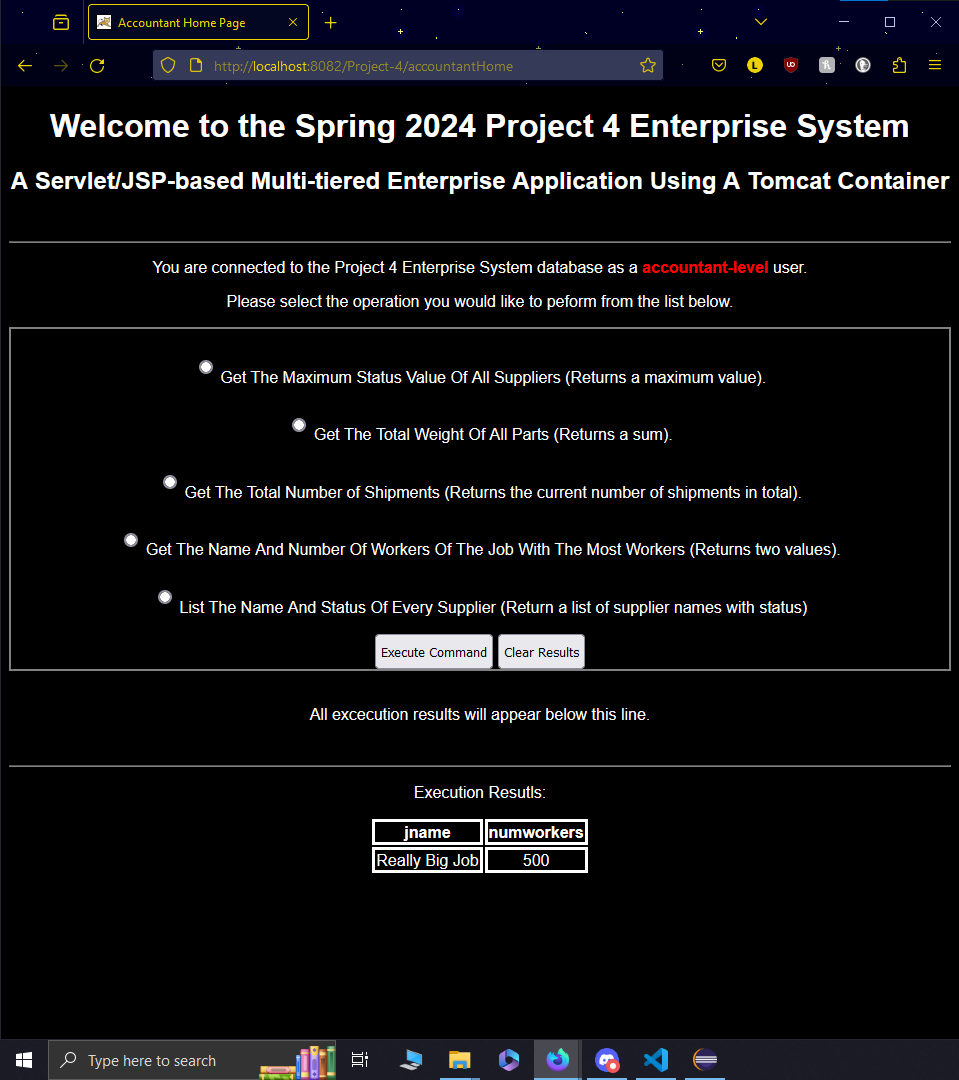 Accountant Home Page
http://localhost:8082/Project-4/accountantHome
Welcome to the Spring 2024 Project 4 Enterprise System
A Servlet/JSP-based Multi-tiered Enterprise Application Using A Tomcat Container
You are connected to the Project 4 Enterprise System database as a accountant-level user.
Please select the operation you would like to peform from the list below.
Get The Maximum Status Value Of All Suppliers (Returns a maximum value).
Get The Total Weight Of All Parts (Returns a sum).
Get The Total Number of Shipments (Returns the current number of shipments in total).
Get The Name And Number Of Workers Of The Job With The Most Workers (Returns two values).
List The Name And Status Of Every Supplier (Return a list of supplier names with status)
Execute Command Clear Results
All excecution results will appear below this line.
Execution Resutls:
jname numworkers
Really Big Job 500
Type here to search